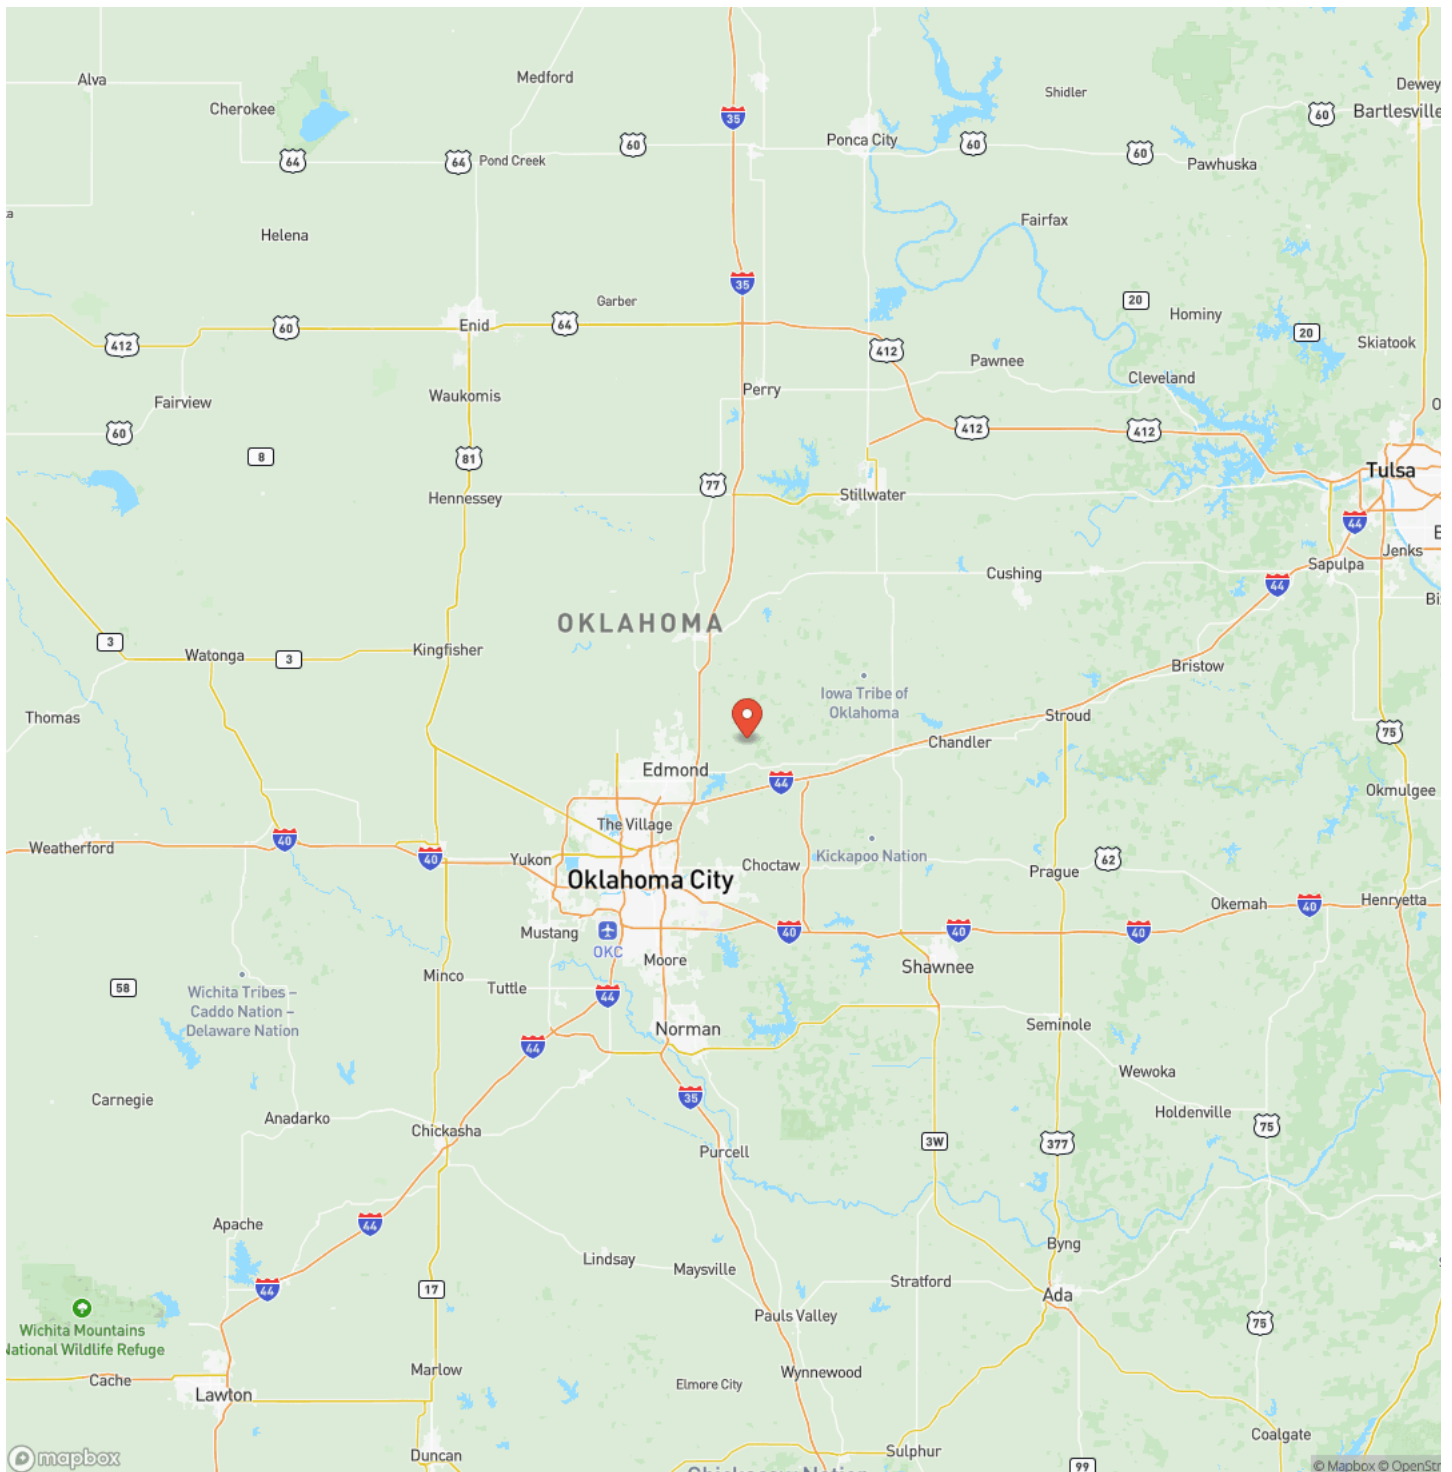 Alva
Medford
Shidler
Dewey
Cherokee
35
60
Bartlesville
60
Ponca City
60
60
64
64
Pond Creek
Pawhuska
a
Fairfax
Helena
35
20
Garber
Hominy
60
64
Enid
20
412
412
Skiatook
Pawnee
Cleveland
Perry
Waukomis
Fairview
O
60
412
412
8
81
Tulsa
77
Hennessey
Stillwater
44
E
Jenks
Sapulpa
Cushing
44
Bi
OKLAHOMA
3
Kingfisher
Watonga
3
Bristow
Iowa Tribe of
Oklahoma
Thomas
Stroud
75
Chandler
Edmond
44
Okmulgee
The Village
40
Weatherford
40
Yukon
Choctaw
Kickapoo Nation
62
Prague
Oklahoma City
Henryetta
Okemah
40
Mustang
40
40
40
OKC
Moore
Shawnee
Minco
58
Tuttle
44
Wichita Tribes –
Caddo Nation –
Delaware Nation
Norman
Seminole
44
Wewoka
35
Carnegie
Holdenville
Anadarko
75
Chickasha
3W
377
Purcell
Apache
44
Byng
Lindsay
Maysville
Stratford
44
17
Ada
Wichita Mountains
National Wildlife Refuge
Pauls Valley
75
Marlow
Wynnewood
Cache
Elmore City
Lawton
Coalgate
Duncan
Sulphur
mapbox
99
© Mapbox © OpenStr
Chickasaw Nation